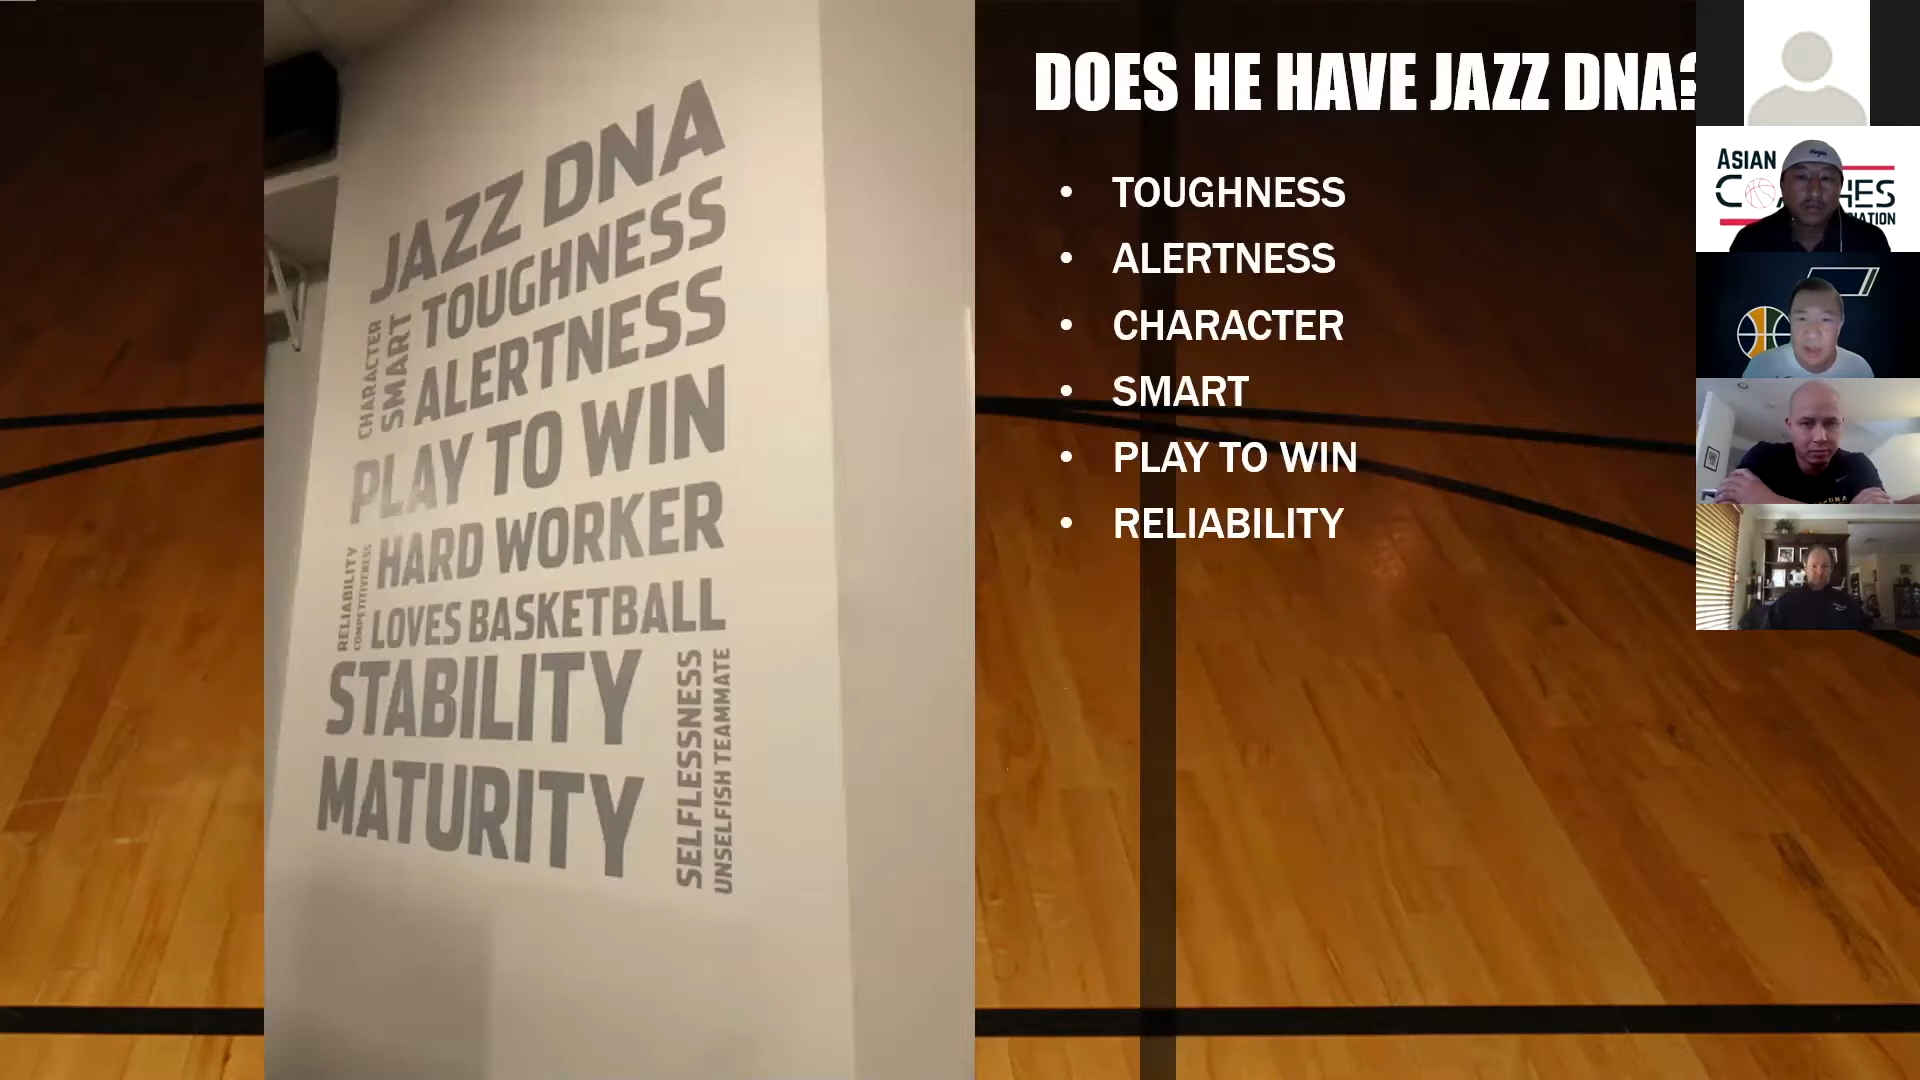 JAZZ DNA
TOUGHNESS
CHARACTER
SMART
ALERTNESS
PLAY TO WIN
HARD WORKER
RELIABILITY
COMPETITIVENESS
LOVES BASKETBALL
STABILITY
MATURITY
SELFLESSNESS
UNSELFISH TEAMMATE
DOES HE HAVE JAZZ DNA?
• TOUGHNESS
• ALERTNESS
• CHARACTER
• SMART
• PLAY TO WIN
• RELIABILITY
ASIAN